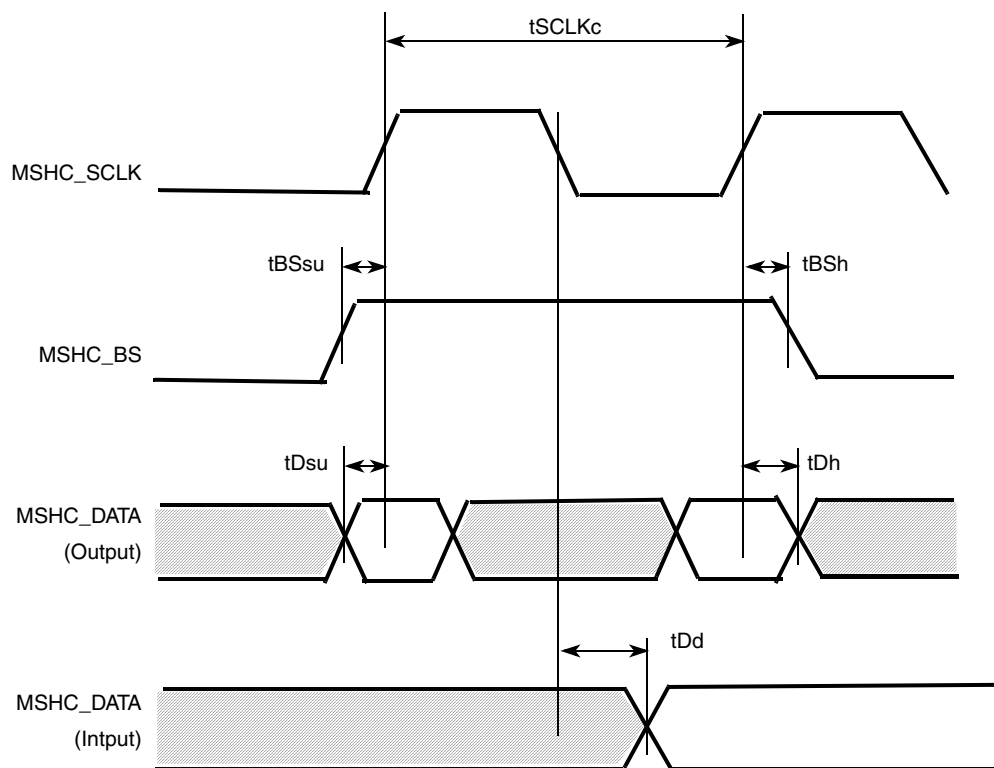 tSCLKc
MSHC_SCLK
tBSsu
tBSh
MSHC_BS
tDsu
tDh
MSHC_DATA
(Output)
tDd
MSHC_DATA
(Intput)